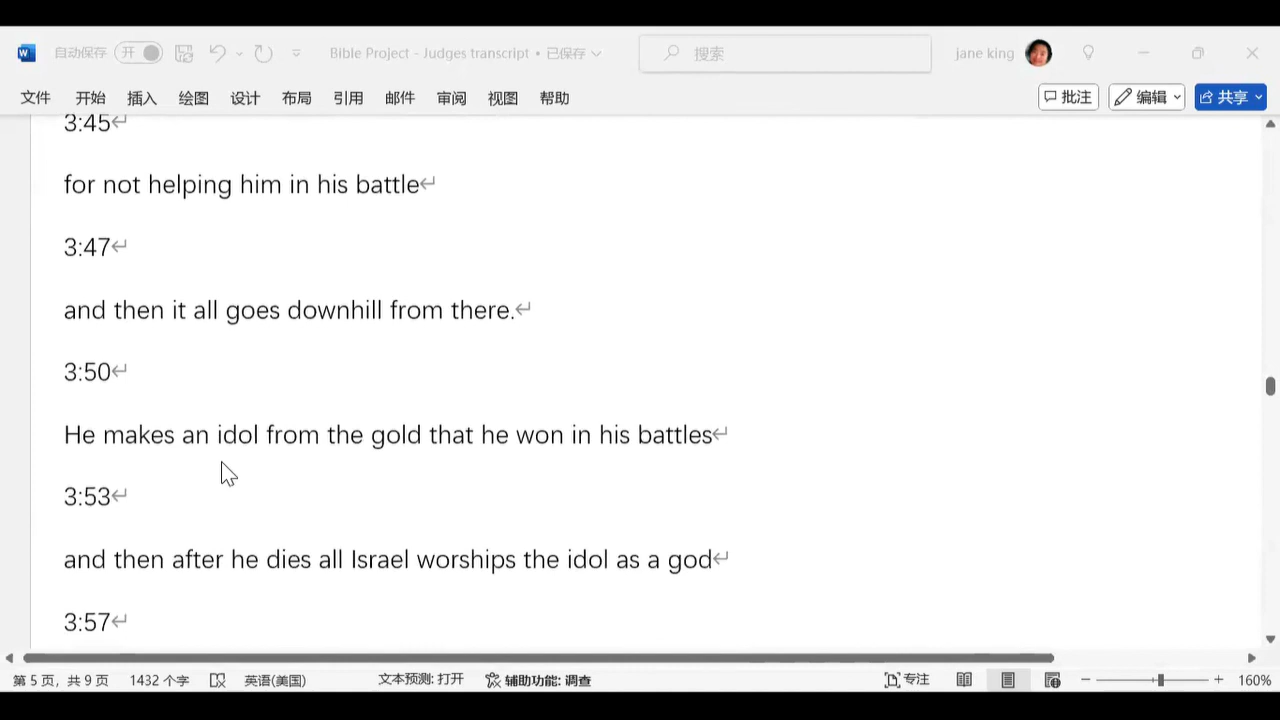 自动保存 开 Bible Project - Judges transcript • 已保存 搜索 jane king
文件 开始 插入 绘图 设计 布局 引用 邮件 审阅 视图 帮助 批注 编辑 共享
3:45↵
for not helping him in his battle↵
3:47↵
and then it all goes downhill from there.↵
3:50↵
He makes an idol from the gold that he won in his battles↵
3:53↵
and then after he dies all Israel worships the idol as a god↵
3:57↵
第 5 页，共 9 页 1432 个字 英语(美国) 文本预测: 打开 辅助功能: 调查 专注 160%